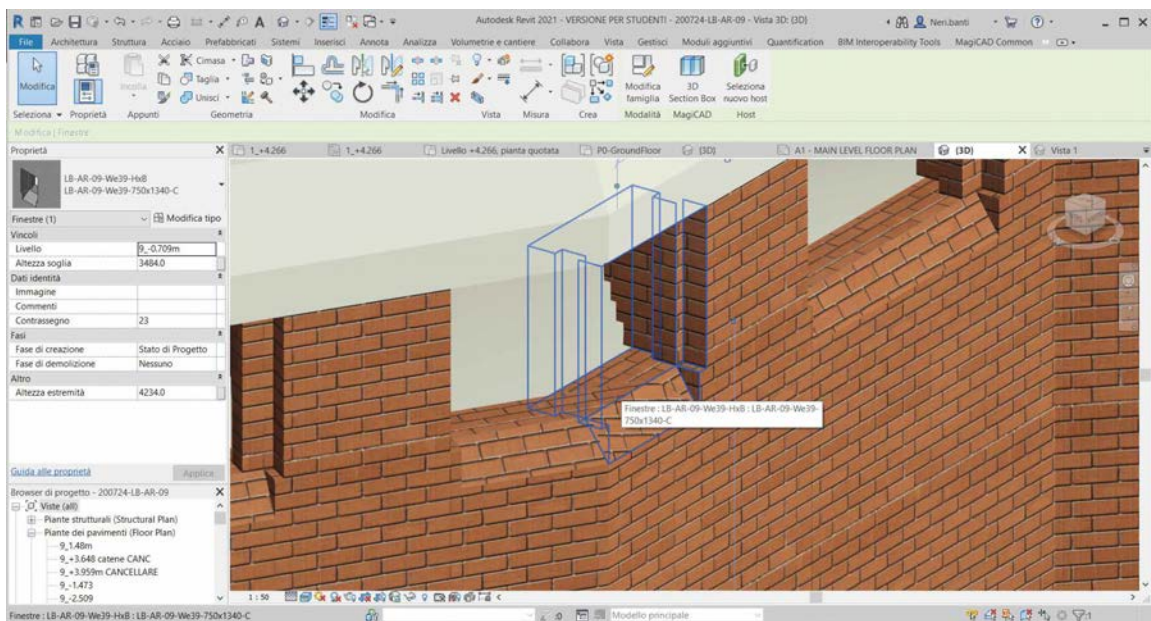 Autodesk Revit 2021 - VERSIONE PER STUDENTI - 200724-LB-AR-09 - Vista 3D: {3D}
Neri.banti
File Architettura Struttura Acciaio Prefabbricati Sistemi Inserisci Annota Analizza Volumetrie e cantiere Collabora Vista Gestisci Moduli aggiuntivi Quantification BIM Interoperability Tools MagiCAD Common
Modifica
Incolla
Cimasa
Taglia
Unisci
Modifica famiglia
3D Section Box
Seleziona nuovo host
Seleziona Proprietà Appunti Geometria Modifica Vista Misura Crea Modalità MagiCAD Host
Modifica | Finestre
Proprietà
1_+4.266
1_+4.266
Livello +4.266, pianta quotata
P0-GroundFloor
{3D}
A1 - MAIN LEVEL FLOOR PLAN
{3D}
Vista 1
LB-AR-09-We39-HxB
LB-AR-09-We39-750x1340-C
Finestre (1)
Modifica tipo
Vincoli
Livello 9_-0.709m
Altezza soglia 3484.0
Dati identità
Immagine
Commenti
Contrassegno 23
Fasi
Fase di creazione Stato di Progetto
Fase di demolizione Nessuno
Altro
Altezza estremità 4234.0
Guida alle proprietà
Applica
Finestre : LB-AR-09-We39-HxB : LB-AR-09-We39-
750x1340-C
Browser di progetto - 200724-LB-AR-09
Viste (all)
Piante strutturali (Structural Plan)
Piante dei pavimenti (Floor Plan)
9_1.48m
9_+3.648 catene CANC
9_+3.959m CANCELLARE
9_-1.473
9_-2.509
1 : 50
Finestre : LB-AR-09-We39-HxB : LB-AR-09-We39-750x1340-C
:0
Modello principale
:1